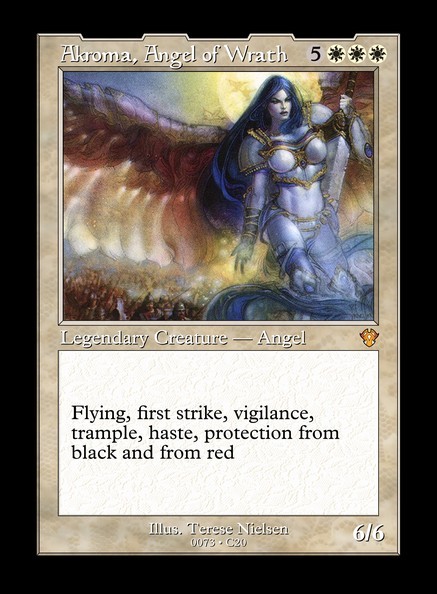 Akroma, Angel of Wrath 5
Legendary Creature — Angel
Flying, first strike, vigilance,
trample, haste, protection from
black and from red
Illus. Terese Nielsen
0073 • C20
6/6